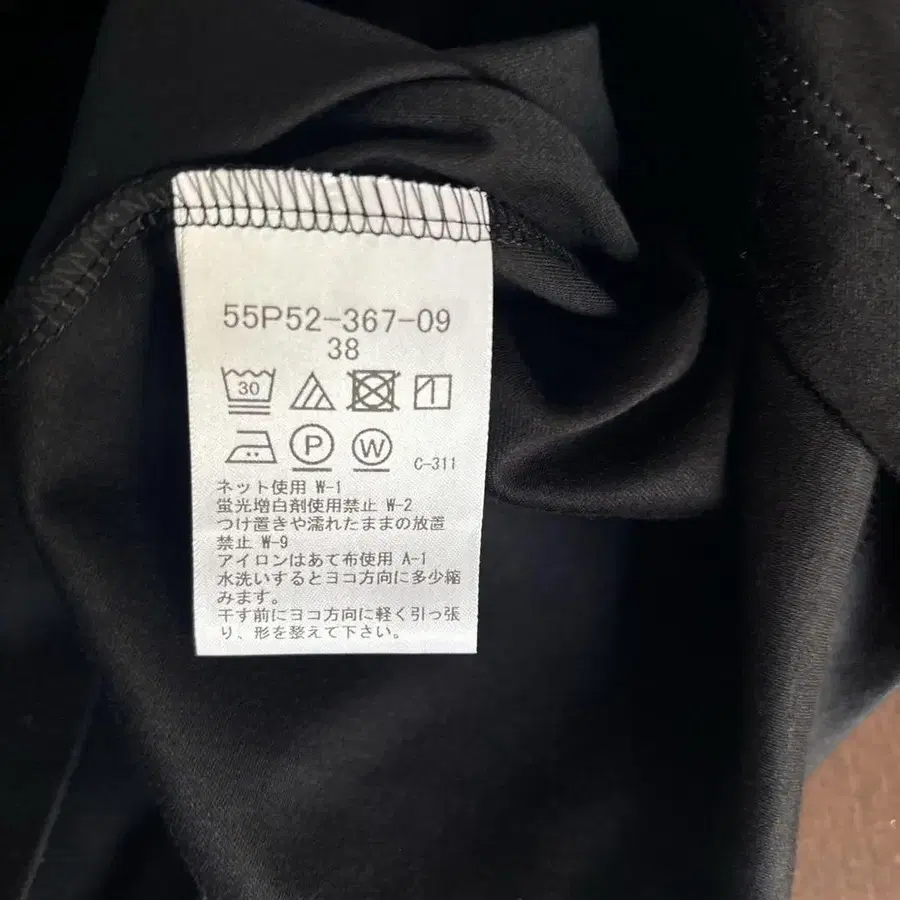 55P52-367-09
38
30
P W C-311
ネット使用 W-1
蛍光増白剤使用禁止 W-2
つけ置きや濡れたままの放置
禁止 W-9
アイロンはあて布使用 A-1
水洗いするとヨコ方向に多少縮
みます。
干す前にヨコ方向に軽く引っ張
り、形を整えて下さい。